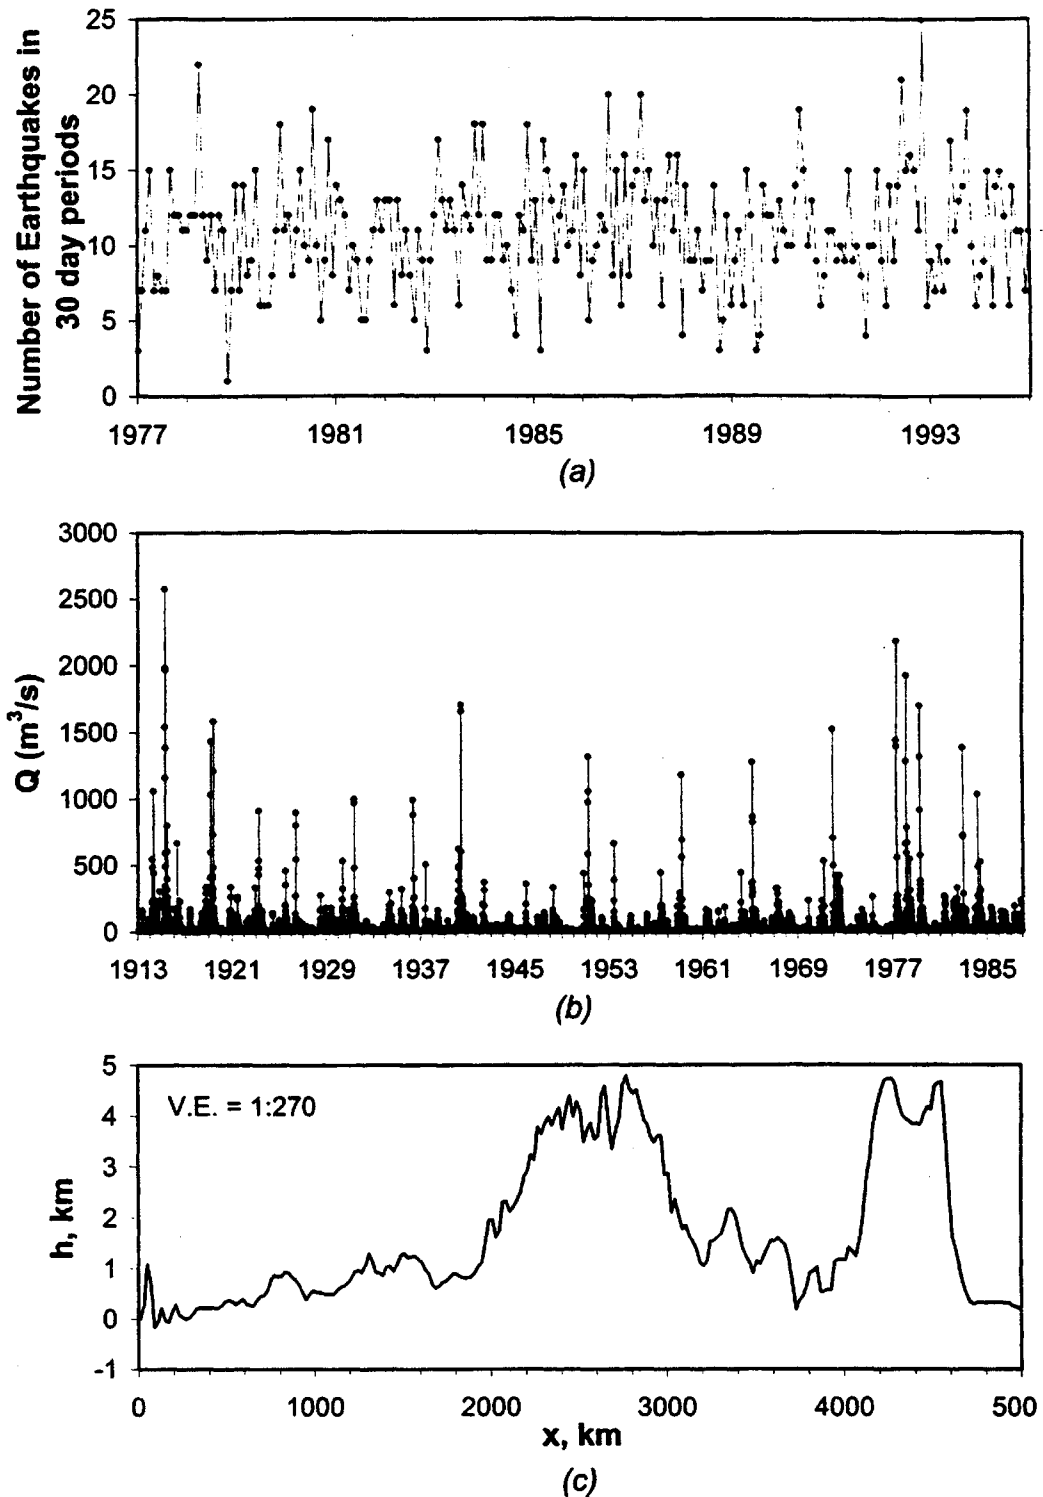 Number of Earthquakes in
30 day periods
25
20
15
10
5
0
1977 1981 1985 1989 1993
(a)
Q (m³/s)
3000
2500
2000
1500
1000
500
0
1913 1921 1929 1937 1945 1953 1961 1969 1977 1985
(b)
h, km
5
4
3
2
1
0
-1
V.E. = 1:270
0 1000 2000 3000 4000 500
x, km
(c)